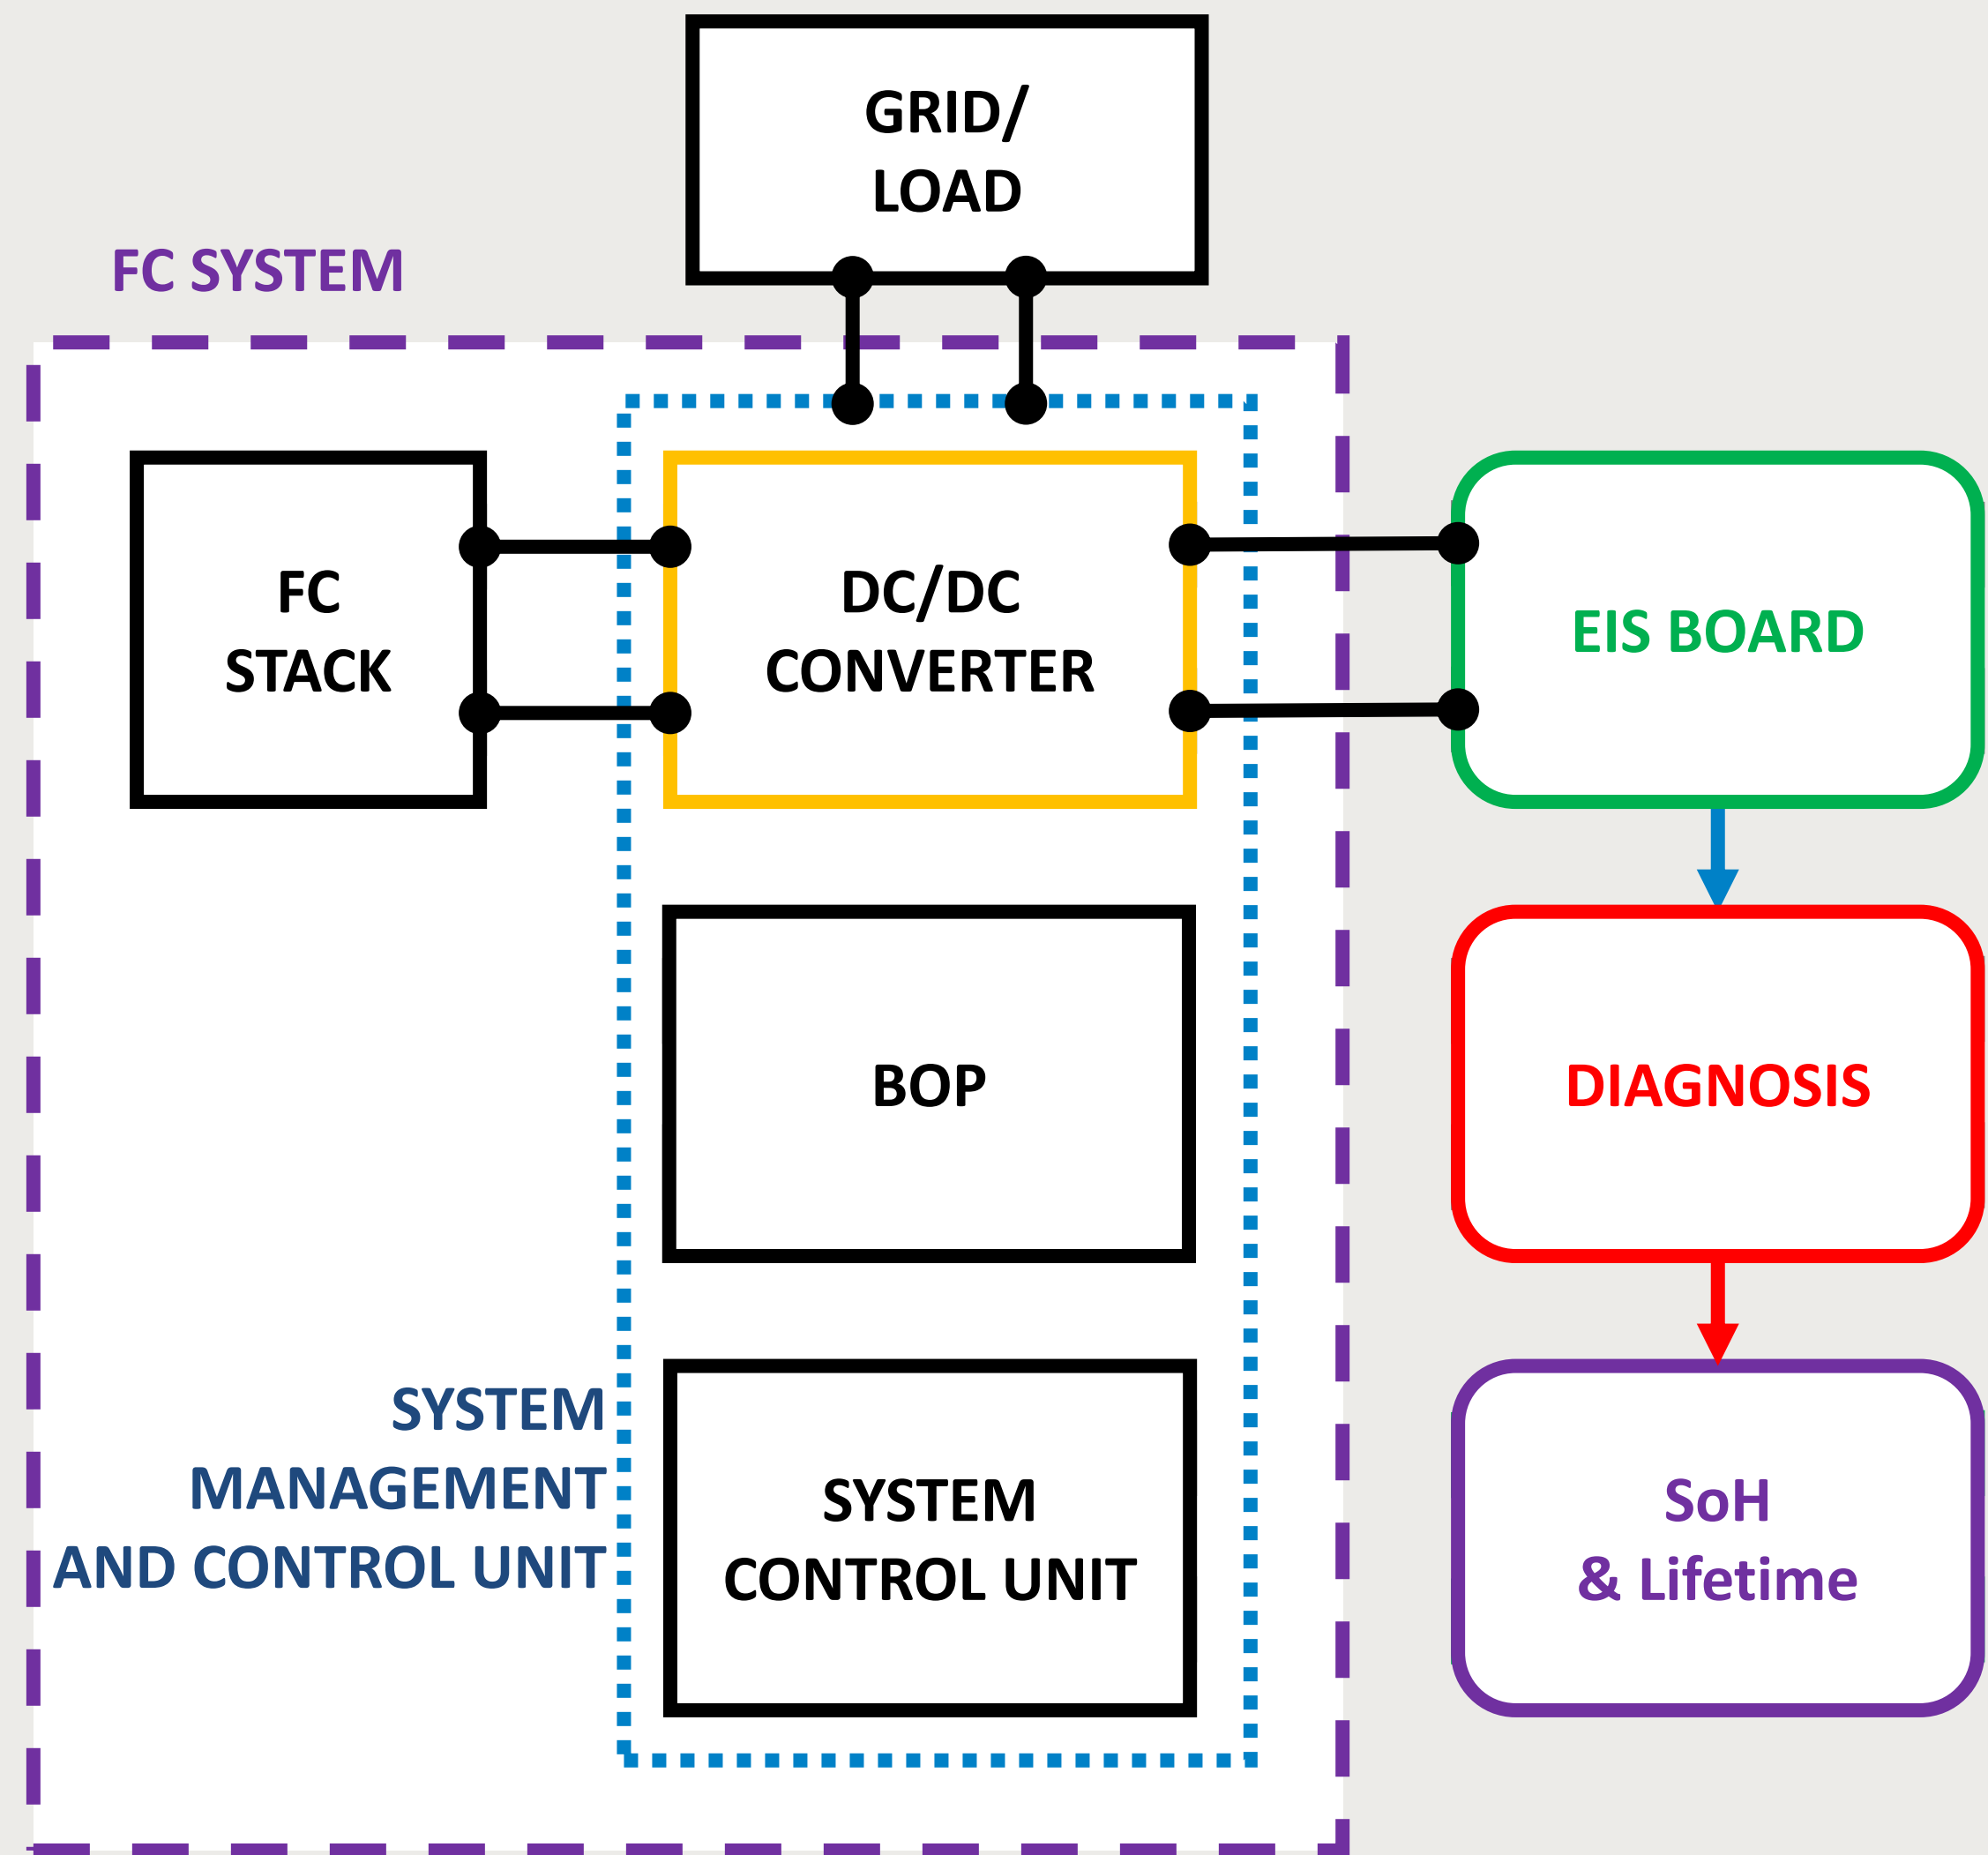 GRID/
LOAD
FC SYSTEM
FC
STACK
DC/DC
CONVERTER
EIS BOARD
BOP
DIAGNOSIS
SYSTEM
MANAGEMENT
AND CONTROL UNIT
SYSTEM
CONTROL UNIT
SoH
& Lifetime